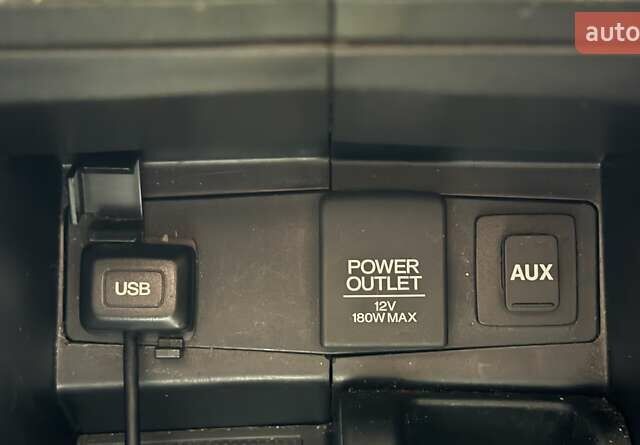 auto
USB
POWER
OUTLET
12V
180W MAX
AUX